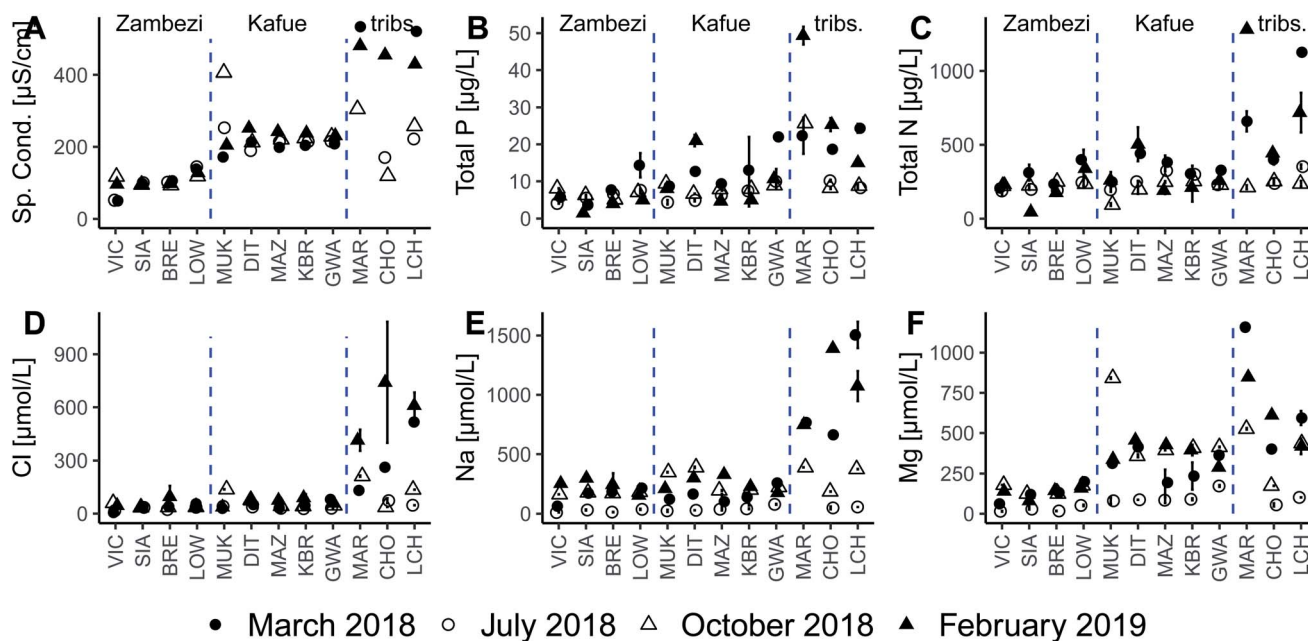 A Zambezi Kafue tribs.
Sp. Cond. [µS/cm]
400
200
0
VIC SIA BRE LOW MUK DIT MAZ KBR GWA MAR CHO LCH
B Zambezi Kafue tribs.
Total P [µg/L]
50
40
30
20
10
0
VIC SIA BRE LOW MUK DIT MAZ KBR GWA MAR CHO LCH
C Zambezi Kafue tribs.
Total N [µg/L]
1000
500
0
VIC SIA BRE LOW MUK DIT MAZ KBR GWA MAR CHO LCH
D
Cl [µmol/L]
900
600
300
0
VIC SIA BRE LOW MUK DIT MAZ KBR GWA MAR CHO LCH
E
Na [µmol/L]
1500
1000
500
0
VIC SIA BRE LOW MUK DIT MAZ KBR GWA MAR CHO LCH
F
Mg [µmol/L]
1000
750
500
250
0
VIC SIA BRE LOW MUK DIT MAZ KBR GWA MAR CHO LCH
March 2018 July 2018 October 2018 February 2019